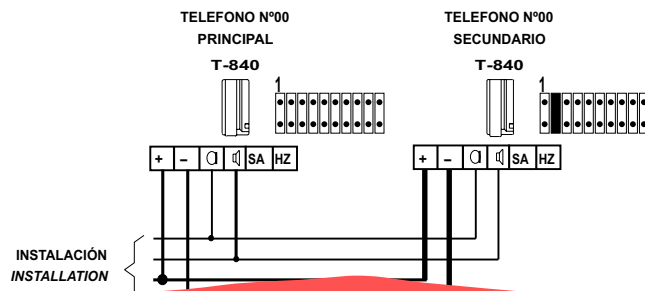 TELEFONO Nº00
PRINCIPAL
T-840
1
+ – SA HZ
TELEFONO Nº00
SECUNDARIO
T-840
1
+ – SA HZ
INSTALACIÓN
INSTALLATION